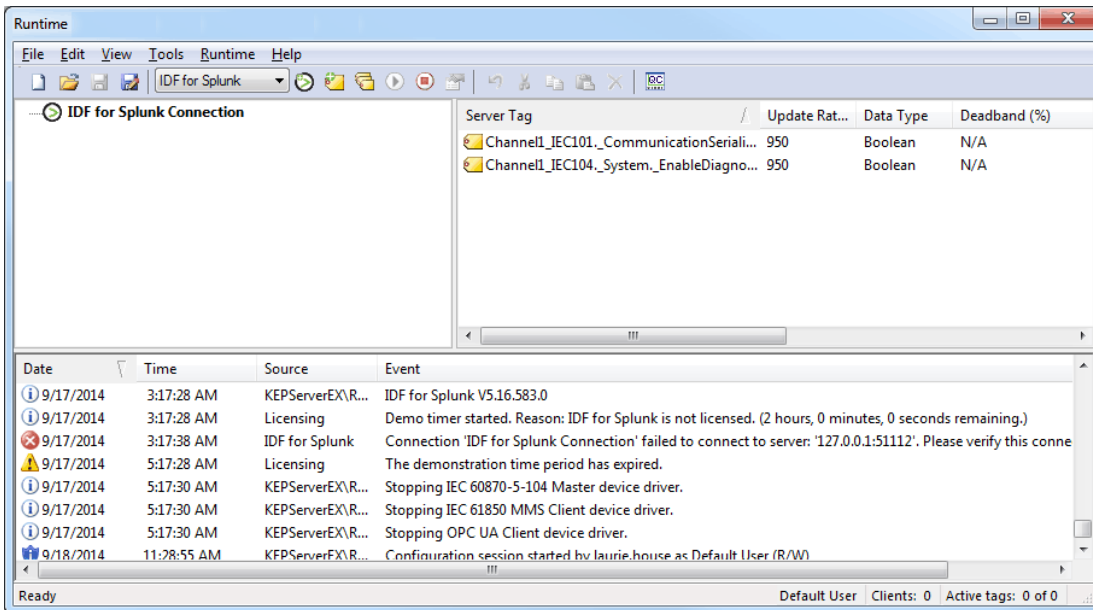 Runtime
File Edit View Tools Runtime Help
IDF for Splunk
QC
IDF for Splunk Connection
Server Tag Update Rat... Data Type Deadband (%)
Channel1_IEC101._CommunicationSeriali... 950 Boolean N/A
Channel1_IEC104._System._EnableDiagno... 950 Boolean N/A
Date Time Source Event
9/17/2014 3:17:28 AM KEPServerEX\R... IDF for Splunk V5.16.583.0
9/17/2014 3:17:28 AM Licensing Demo timer started. Reason: IDF for Splunk is not licensed. (2 hours, 0 minutes, 0 seconds remaining.)
9/17/2014 3:17:38 AM IDF for Splunk Connection 'IDF for Splunk Connection' failed to connect to server: '127.0.0.1:51112'. Please verify this conne
9/17/2014 5:17:28 AM Licensing The demonstration time period has expired.
9/17/2014 5:17:30 AM KEPServerEX\R... Stopping IEC 60870-5-104 Master device driver.
9/17/2014 5:17:30 AM KEPServerEX\R... Stopping IEC 61850 MMS Client device driver.
9/17/2014 5:17:30 AM KEPServerEX\R... Stopping OPC UA Client device driver.
9/18/2014 11:28:55 AM KEPServerEX\R... Configuration session started by laurie.house as Default User (R/W)
Ready Default User Clients: 0 Active tags: 0 of 0